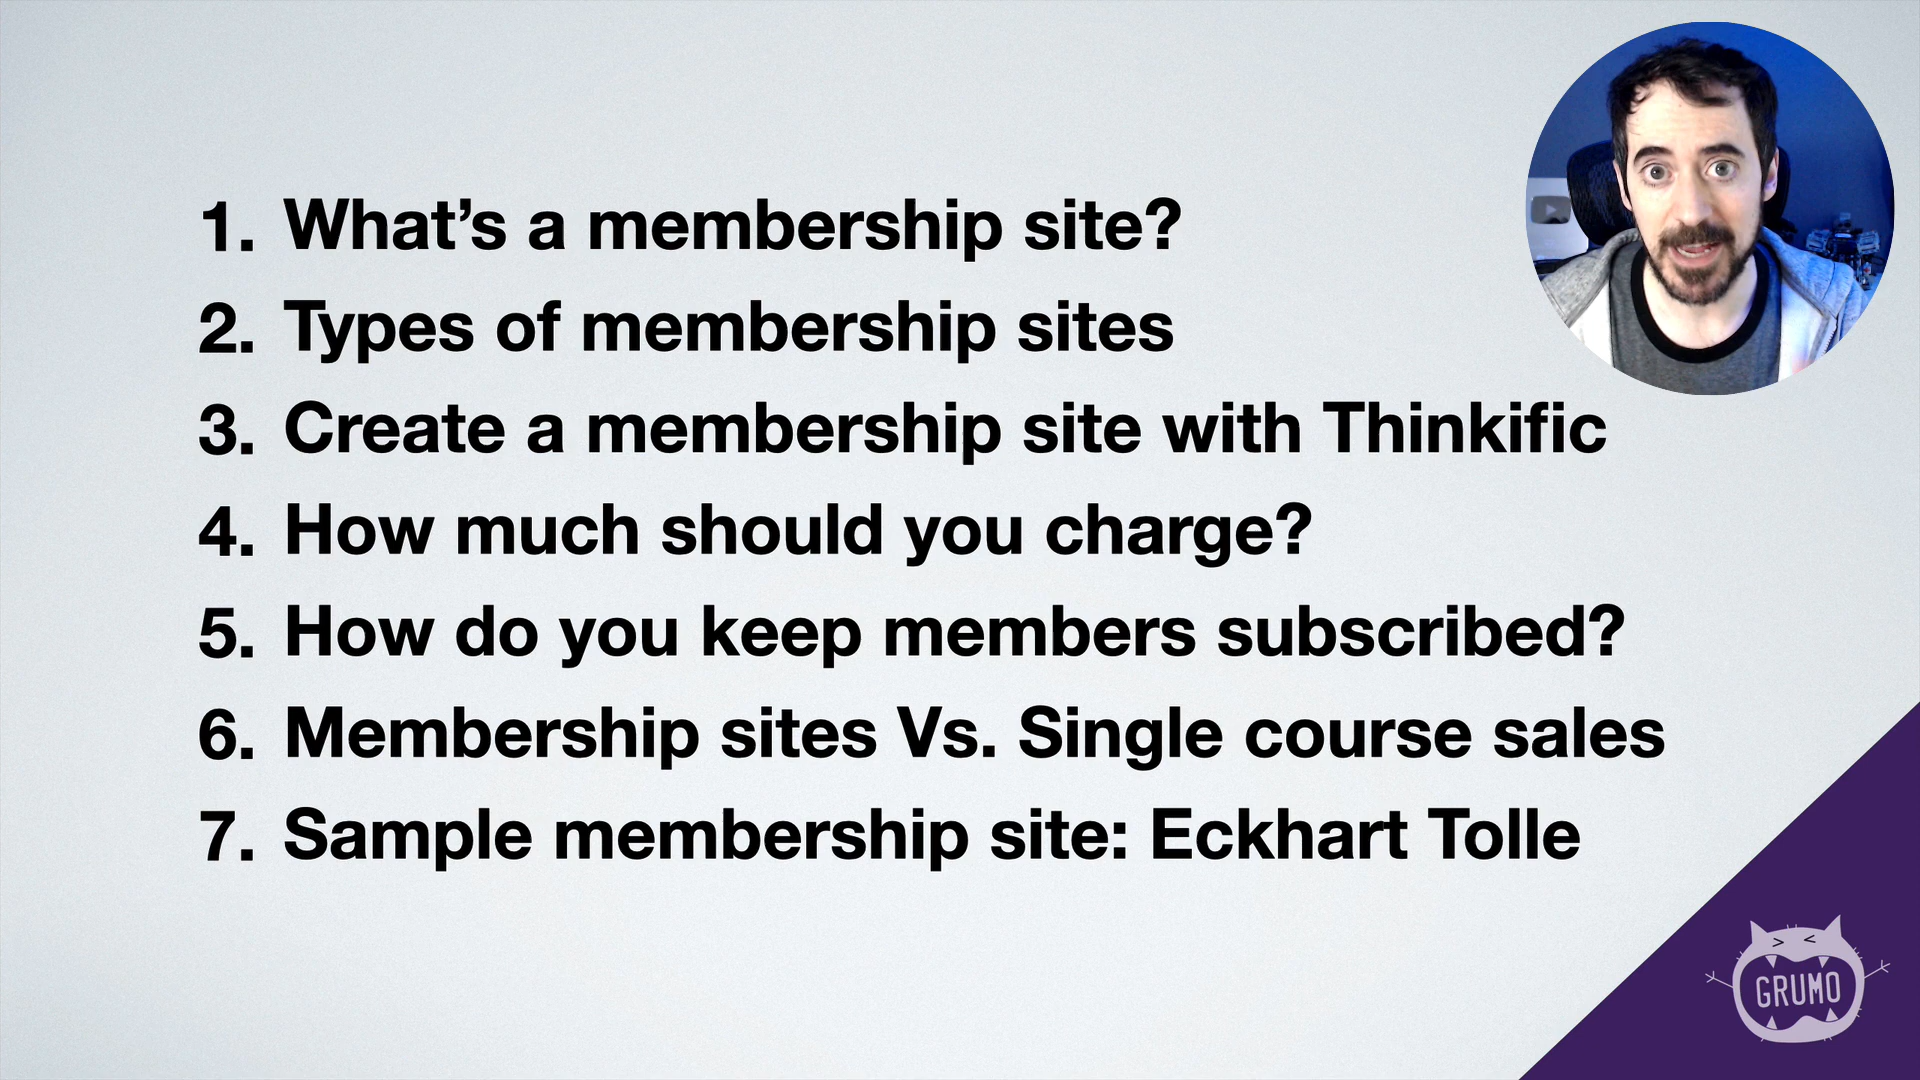 1. What’s a membership site?
2. Types of membership sites
3. Create a membership site with Thinkific
4. How much should you charge?
5. How do you keep members subscribed?
6. Membership sites Vs. Single course sales
7. Sample membership site: Eckhart Tolle
GRUMO